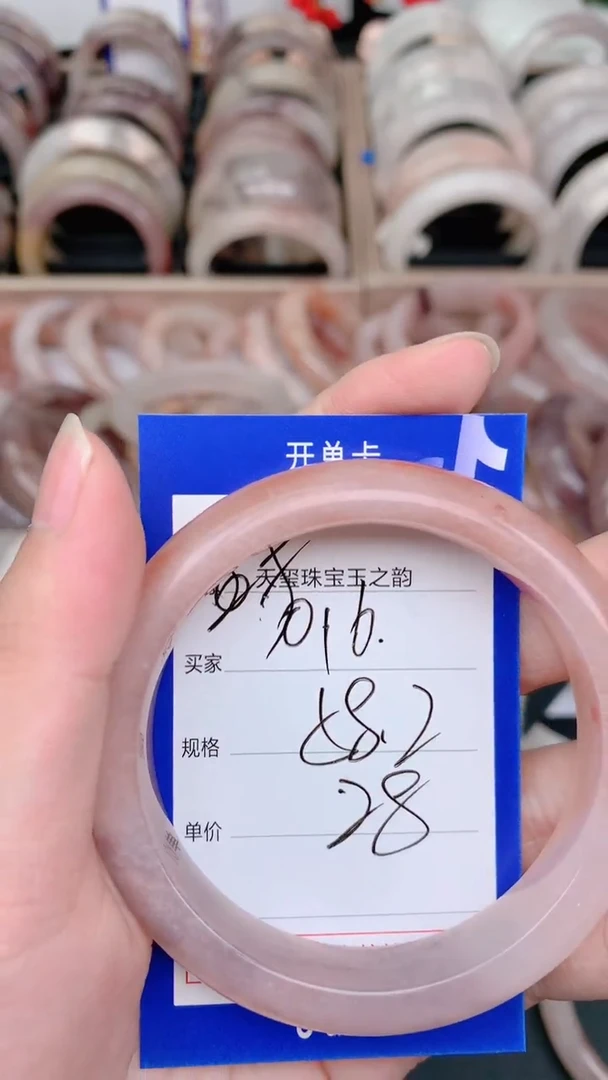 开单卡
天玺珠宝玉之韵
016.
买家
规格 58.2
单价 28